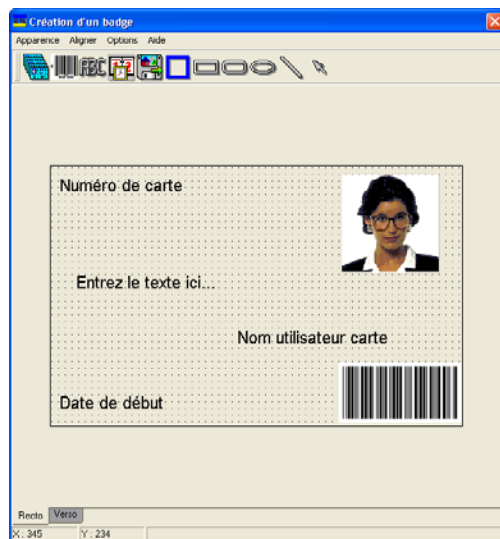 Création d'un badge
Apparence Aligner Options Aide
ABC
Numéro de carte
Entrez le texte ici...
Nom utilisateur carte
Date de début
Recto Verso
X : 345 Y : 234